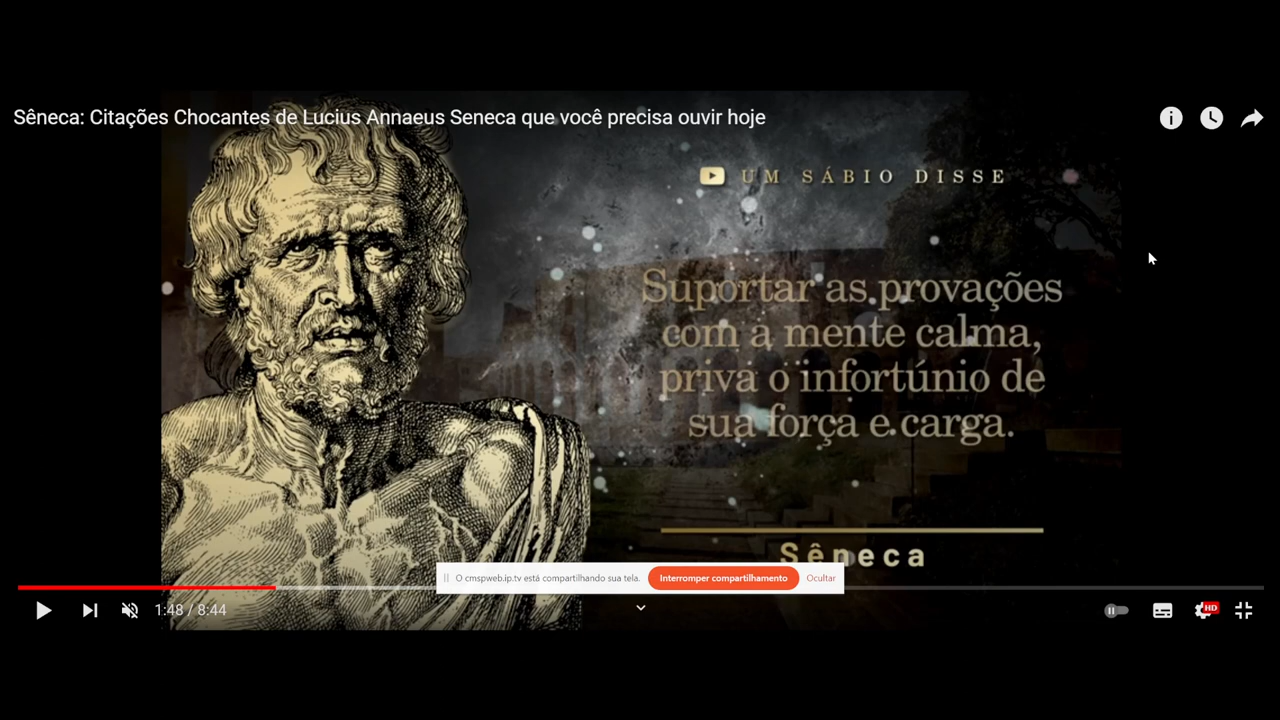 Sêneca: Citações Chocantes de Lucius Annaeus Seneca que você precisa ouvir hoje
UM SÁBIO DISSE
Suportar as provações
com a mente calma,
priva o infortúnio de
sua força e carga.
Sêneca
O cmspweb.ip.tv está compartilhando sua tela. Interromper compartilhamento Ocultar
1:48 / 8:44
HD